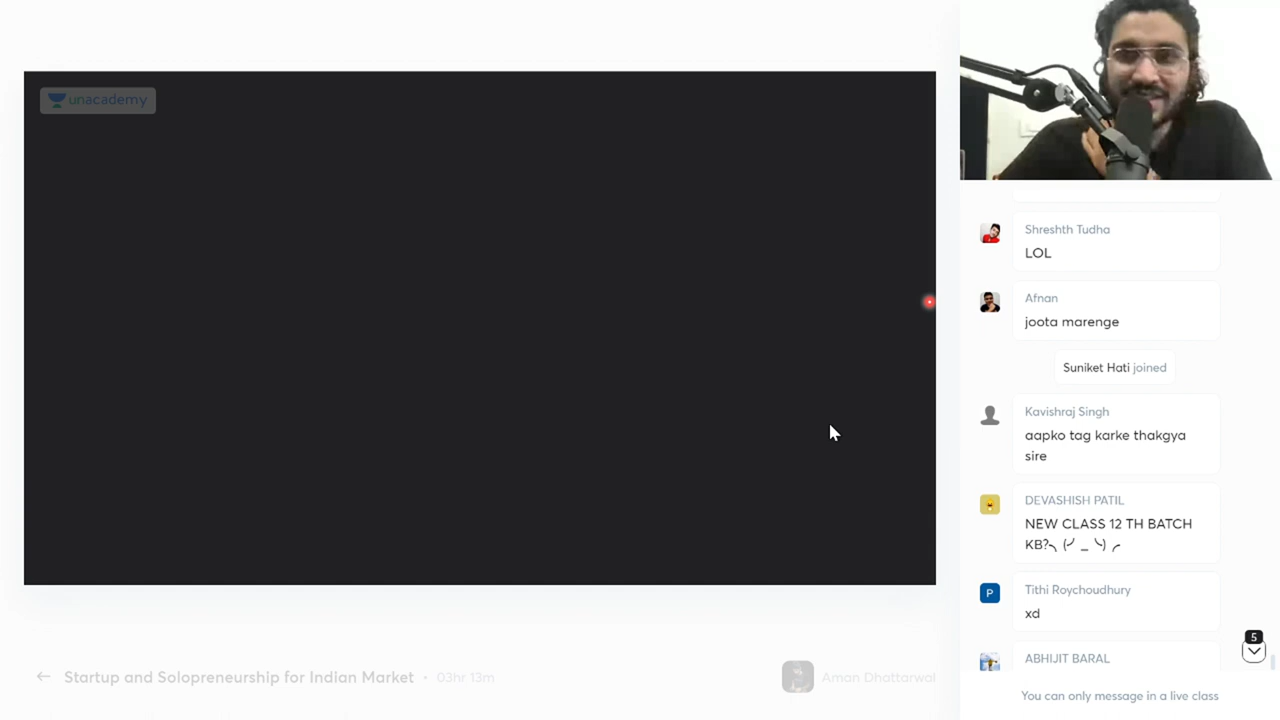 unacademy
Shreshth Tudha
LOL
Afnan
joota marenge
Suniket Hati joined
Kavishraj Singh
aapko tag karke thakgya
sire
DEVASHISH PATIL
NEW CLASS 12 TH BATCH
KB?ヽ (╯ _ ╰) ╭
P
Tithi Roychoudhury
xd
5
ABHIJIT BARAL
You can only message in a live class
← Startup and Solopreneurship for Indian Market • 03hr 13m
Aman Dhattarwal